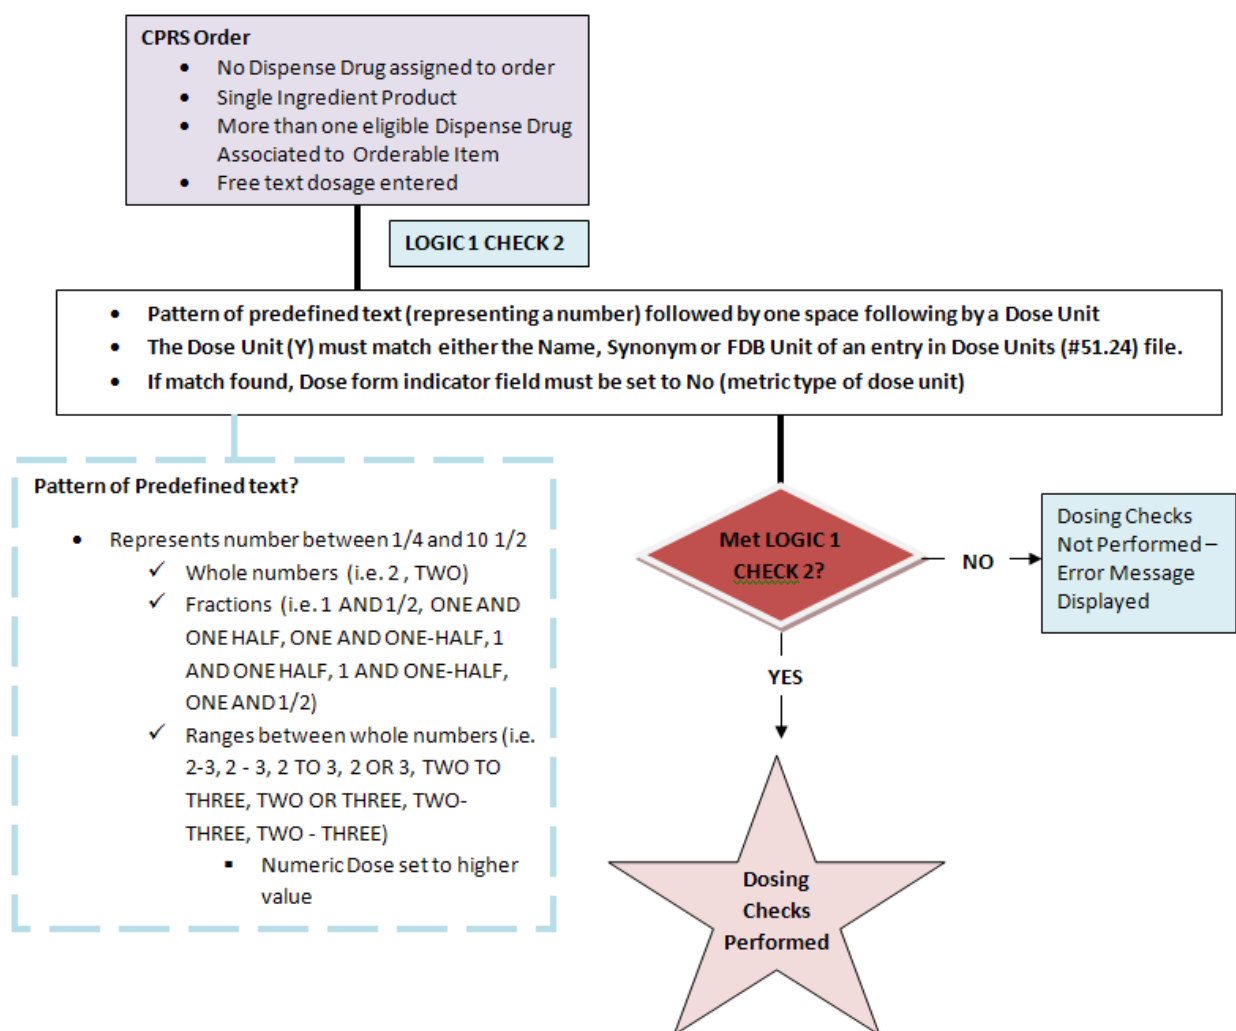 CPRS Order
• No Dispense Drug assigned to order
• Single Ingredient Product
• More than one eligible Dispense Drug
Associated to Orderable Item
• Free text dosage entered
LOGIC 1 CHECK 2
• Pattern of predefined text (representing a number) followed by one space following by a Dose Unit
• The Dose Unit (Y) must match either the Name, Synonym or FDB Unit of an entry in Dose Units (#51.24) file.
• If match found, Dose form indicator field must be set to No (metric type of dose unit)
Pattern of Predefined text?
• Represents number between 1/4 and 10 1/2
✓ Whole numbers (i.e. 2 , TWO)
✓ Fractions (i.e. 1 AND 1/2, ONE AND
ONE HALF, ONE AND ONE-HALF, 1
AND ONE HALF, 1 AND ONE-HALF,
ONE AND 1/2)
✓ Ranges between whole numbers (i.e.
2-3, 2 - 3, 2 TO 3, 2 OR 3, TWO TO
THREE, TWO OR THREE, TWO-
THREE, TWO - THREE)
▪ Numeric Dose set to higher
value
Met LOGIC 1
CHECK 2?
NO
Dosing Checks
Not Performed –
Error Message
Displayed
YES
Dosing
Checks
Performed